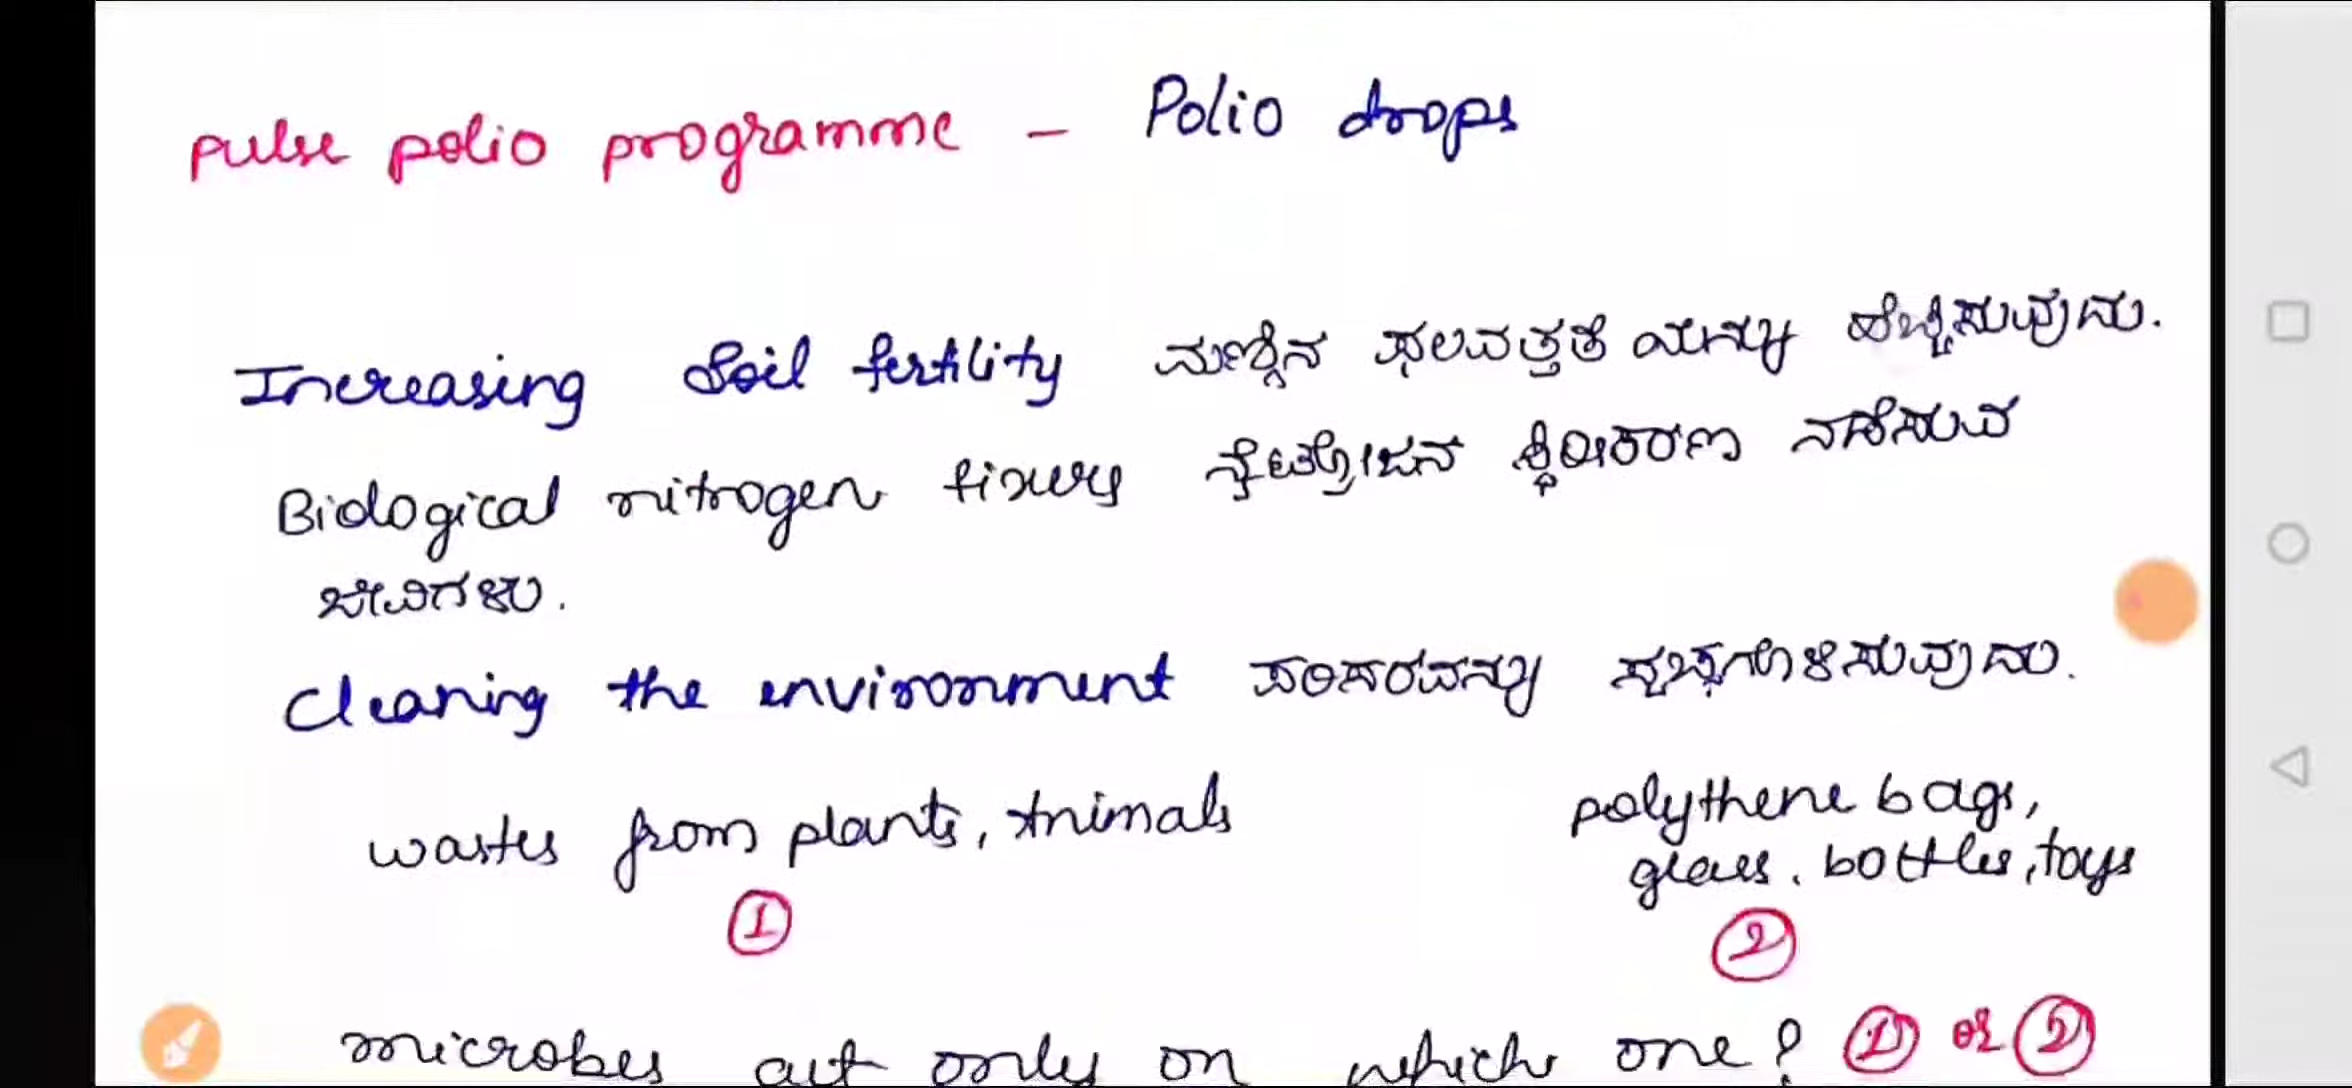 pulse polio programme - Polio drops
Increasing Soil fertility ಮಣ್ಣಿನ ಫಲವತ್ತತೆಯನ್ನು ಹೆಚ್ಚಿಸುವುದು.
Biological nitrogen fixers ನೈಟ್ರೋಜನ್ ಸ್ಥಿರೀಕರಣ ನಡೆಸುವ
ಜೀವಿಗಳು.
Cleaning the environment ಪರಿಸರವನ್ನು ಸ್ವಚ್ಛಗೊಳಿಸುವುದು.
wastes from plants, Animals
①
polythene bags,
glass, bottles, toys
②
microbes act only on which one? ① or ②